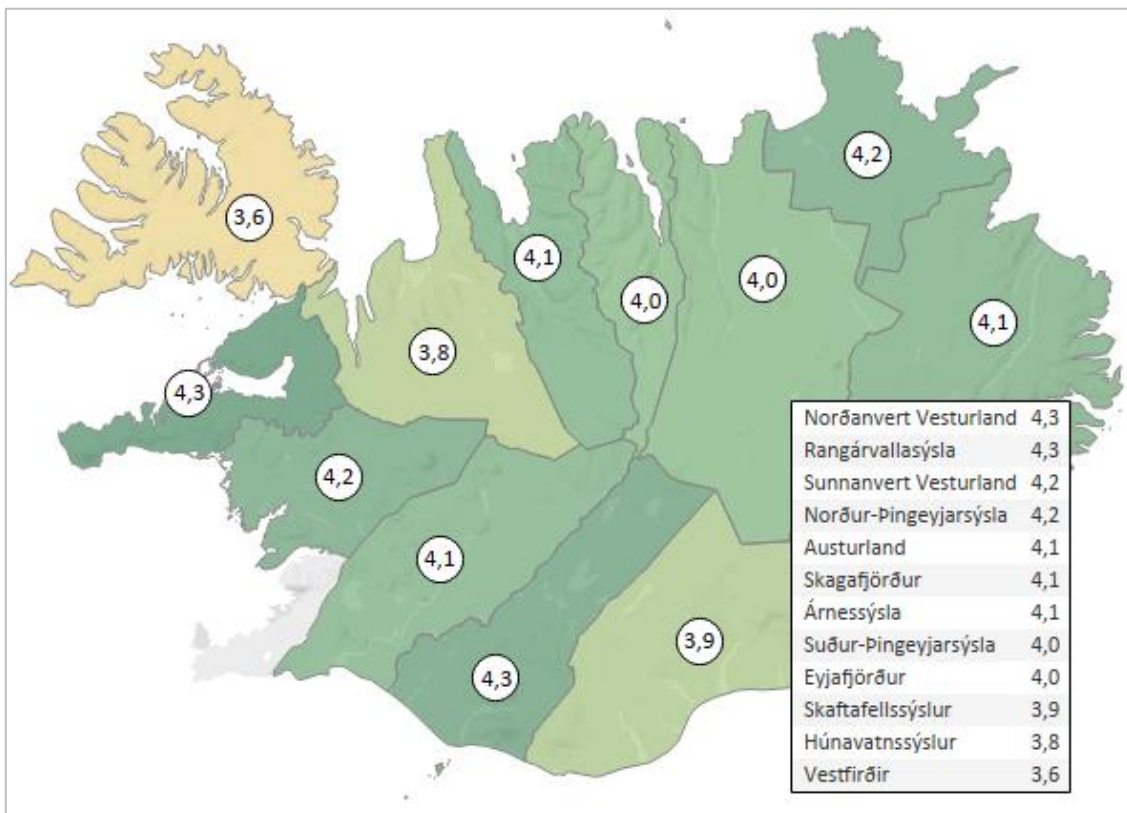 4,2
3,6
4,1
4,0
4,0
4,1
3,8
4,3
4,2
4,1
3,9
4,3
Norðanvert Vesturland 4,3
Rangárvallasýsla 4,3
Sunnanvert Vesturland 4,2
Norður-Þingeyjarsýsla 4,2
Austurland 4,1
Skagafjörður 4,1
Árnessýsla 4,1
Suður-Þingeyjarsýsla 4,0
Eyjafjörður 4,0
Skaftafellssýslur 3,9
Húnavatnssýslur 3,8
Vestfirðir 3,6